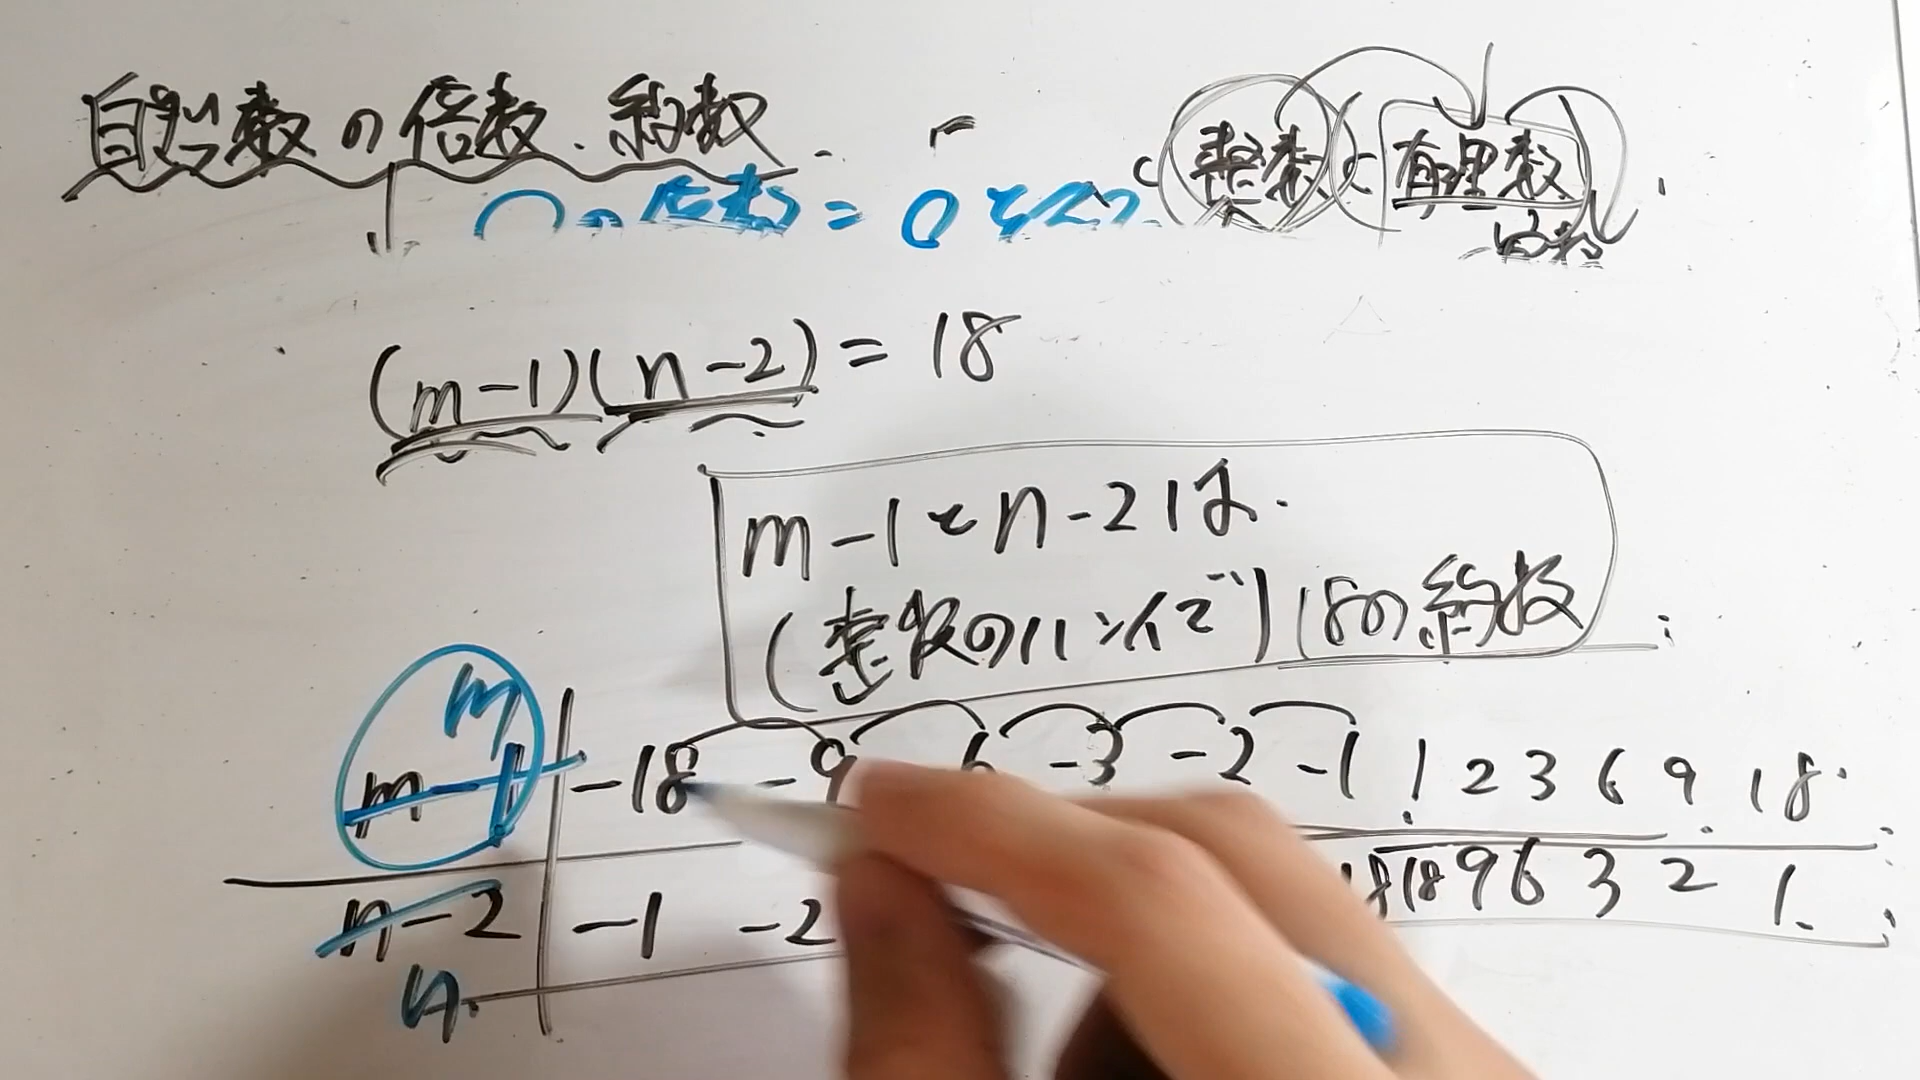 自然数の倍数.約数
整数
有理数
の倍数=0
(m-1)(n-2)=18
m-1とn-2は.
(整数のハンイで)18の約数
m
m-1 -18 -9 6 -3 -2 -1 1 2 3 6 9 18
n-2 -1 -2 18 9 6 3 2 1
n